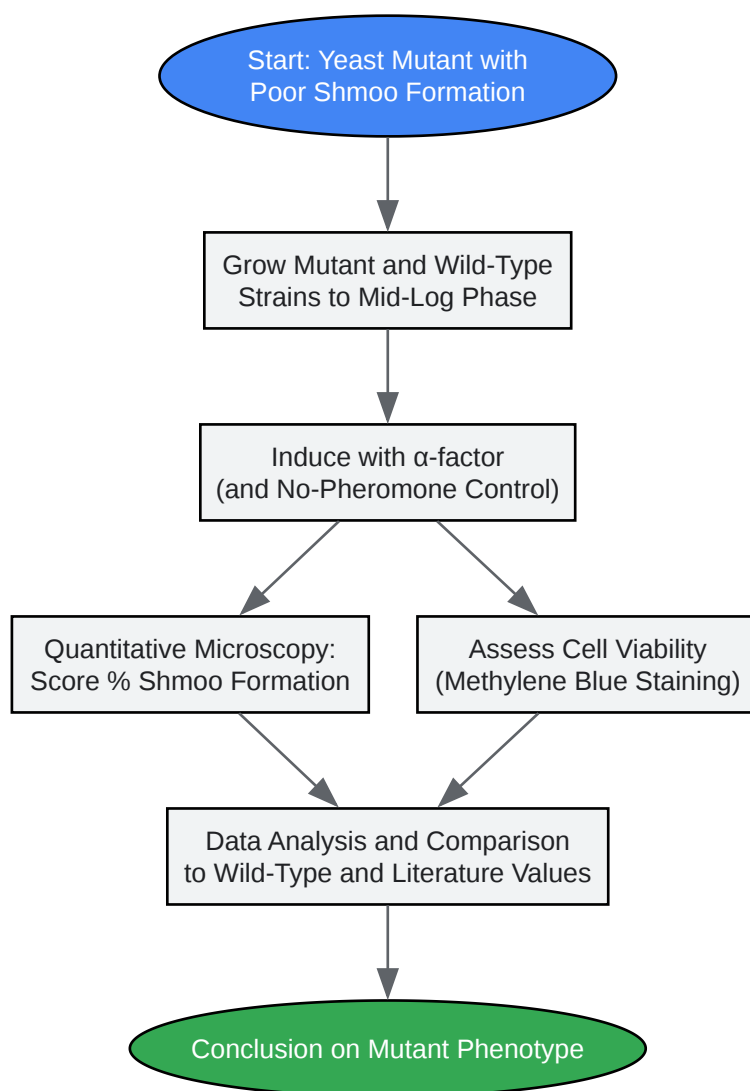 Start: Yeast Mutant with
Poor Shmoo Formation
Grow Mutant and Wild-Type
Strains to Mid-Log Phase
Induce with α-factor
(and No-Pheromone Control)
Quantitative Microscopy:
Score % Shmoo Formation
Assess Cell Viability
(Methylene Blue Staining)
Data Analysis and Comparison
to Wild-Type and Literature Values
Conclusion on Mutant Phenotype